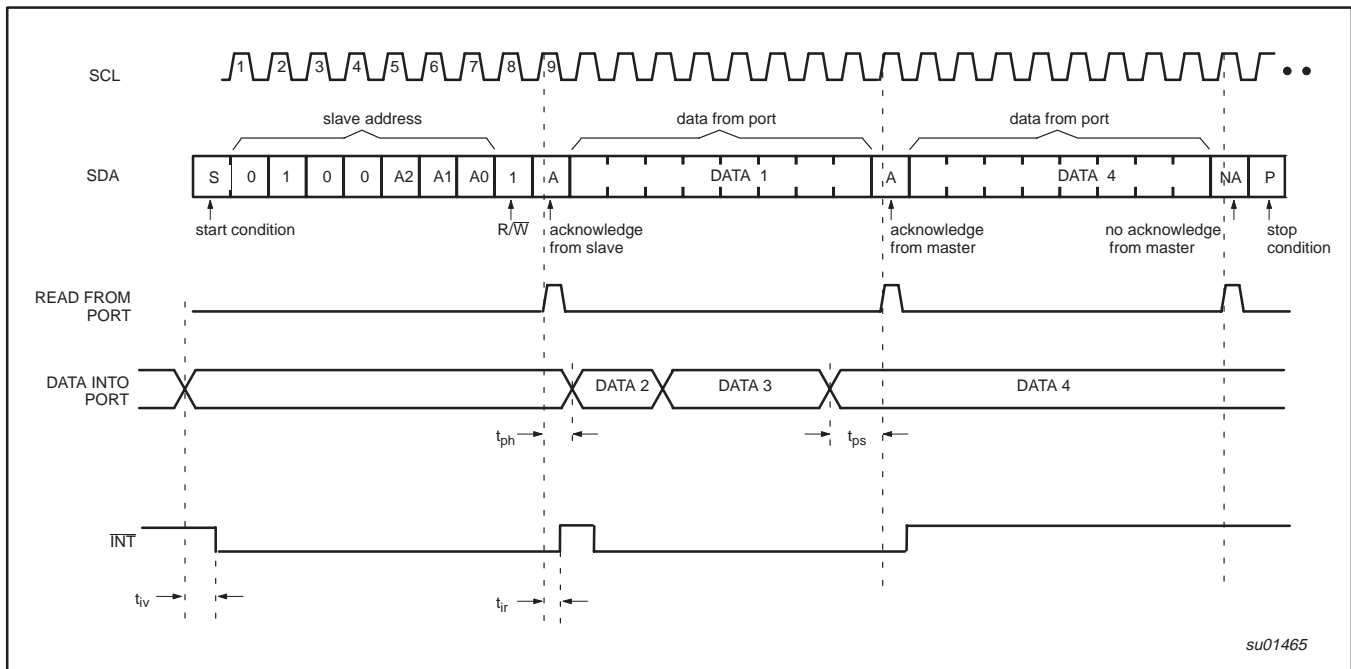 SCL
1 2 3 4 5 6 7 8 9
slave address
data from port
data from port
SDA
S 0 1 0 0 A2 A1 A0 1 A DATA 1 A DATA 4 NA P
start condition
R/W̅
acknowledge
from slave
acknowledge
from master
no acknowledge
from master
stop
condition
READ FROM
PORT
DATA INTO
PORT
DATA 2 DATA 3 DATA 4
tph
tps
I̅N̅T̅
tiv
tir
su01465